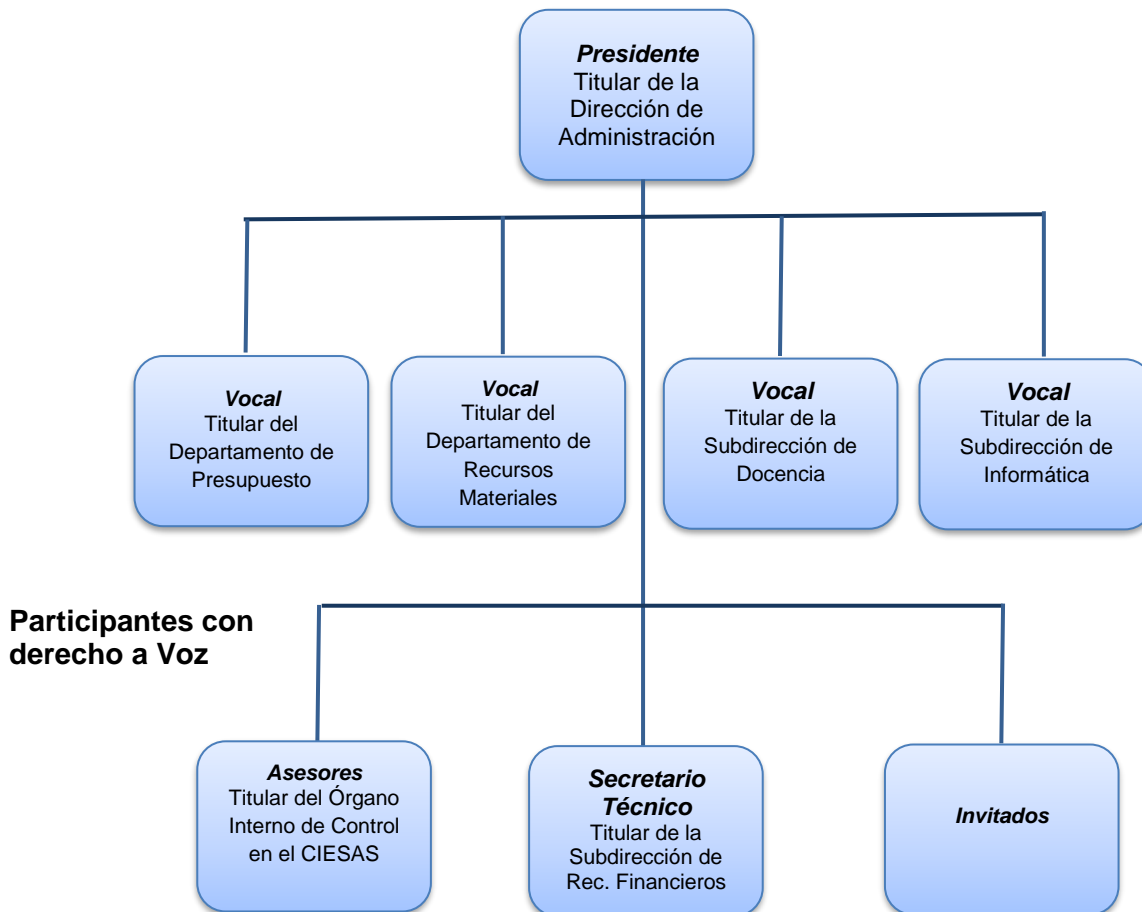 Presidente
Titular de la
Dirección de
Administración
Vocal
Titular del
Departamento de
Presupuesto
Vocal
Titular del
Departamento de
Recursos
Materiales
Vocal
Titular de la
Subdirección de
Docencia
Vocal
Titular de la
Subdirección de
Informática
Participantes con
derecho a Voz
Asesores
Titular del Órgano
Interno de Control
en el CIESAS
Secretario
Técnico
Titular de la
Subdirección de
Rec. Financieros
Invitados